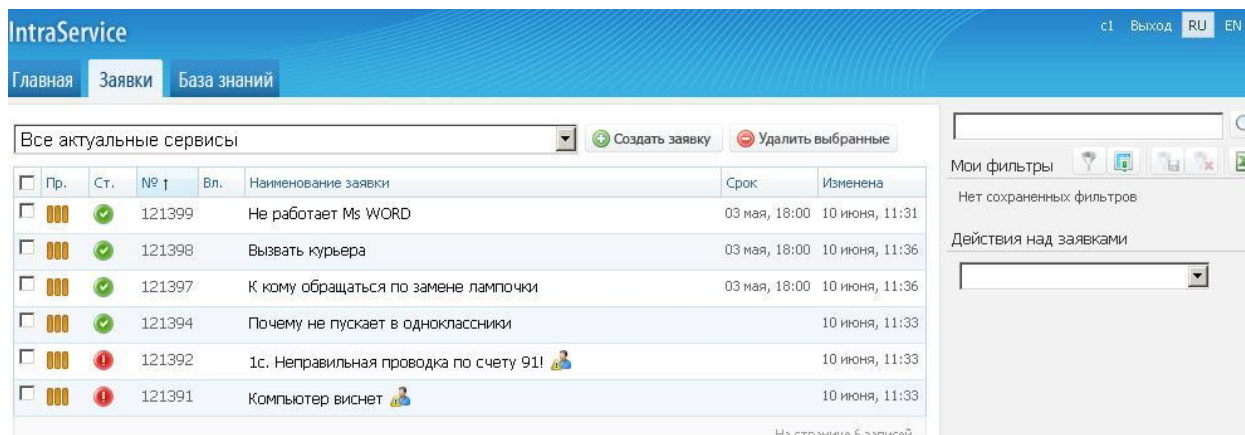 IntraService
c1 Выход RU EN
Главная Заявки База знаний
Все актуальные сервисы Создать заявку Удалить выбранные
Мои фильтры
Нет сохраненных фильтров
Действия над заявками
Пр. Ст. № ↑ Вл. Наименование заявки Срок Изменена
121399 Не работает Ms WORD 03 мая, 18:00 10 июня, 11:31
121398 Вызвать курьера 03 мая, 18:00 10 июня, 11:36
121397 К кому обращаться по замене лампочки 03 мая, 18:00 10 июня, 11:36
121394 Почему не пускает в одноклассники 10 июня, 11:33
121392 1с. Неправильная проводка по счету 91! 10 июня, 11:33
121391 Компьютер виснет 10 июня, 11:33
На странице 6 записей